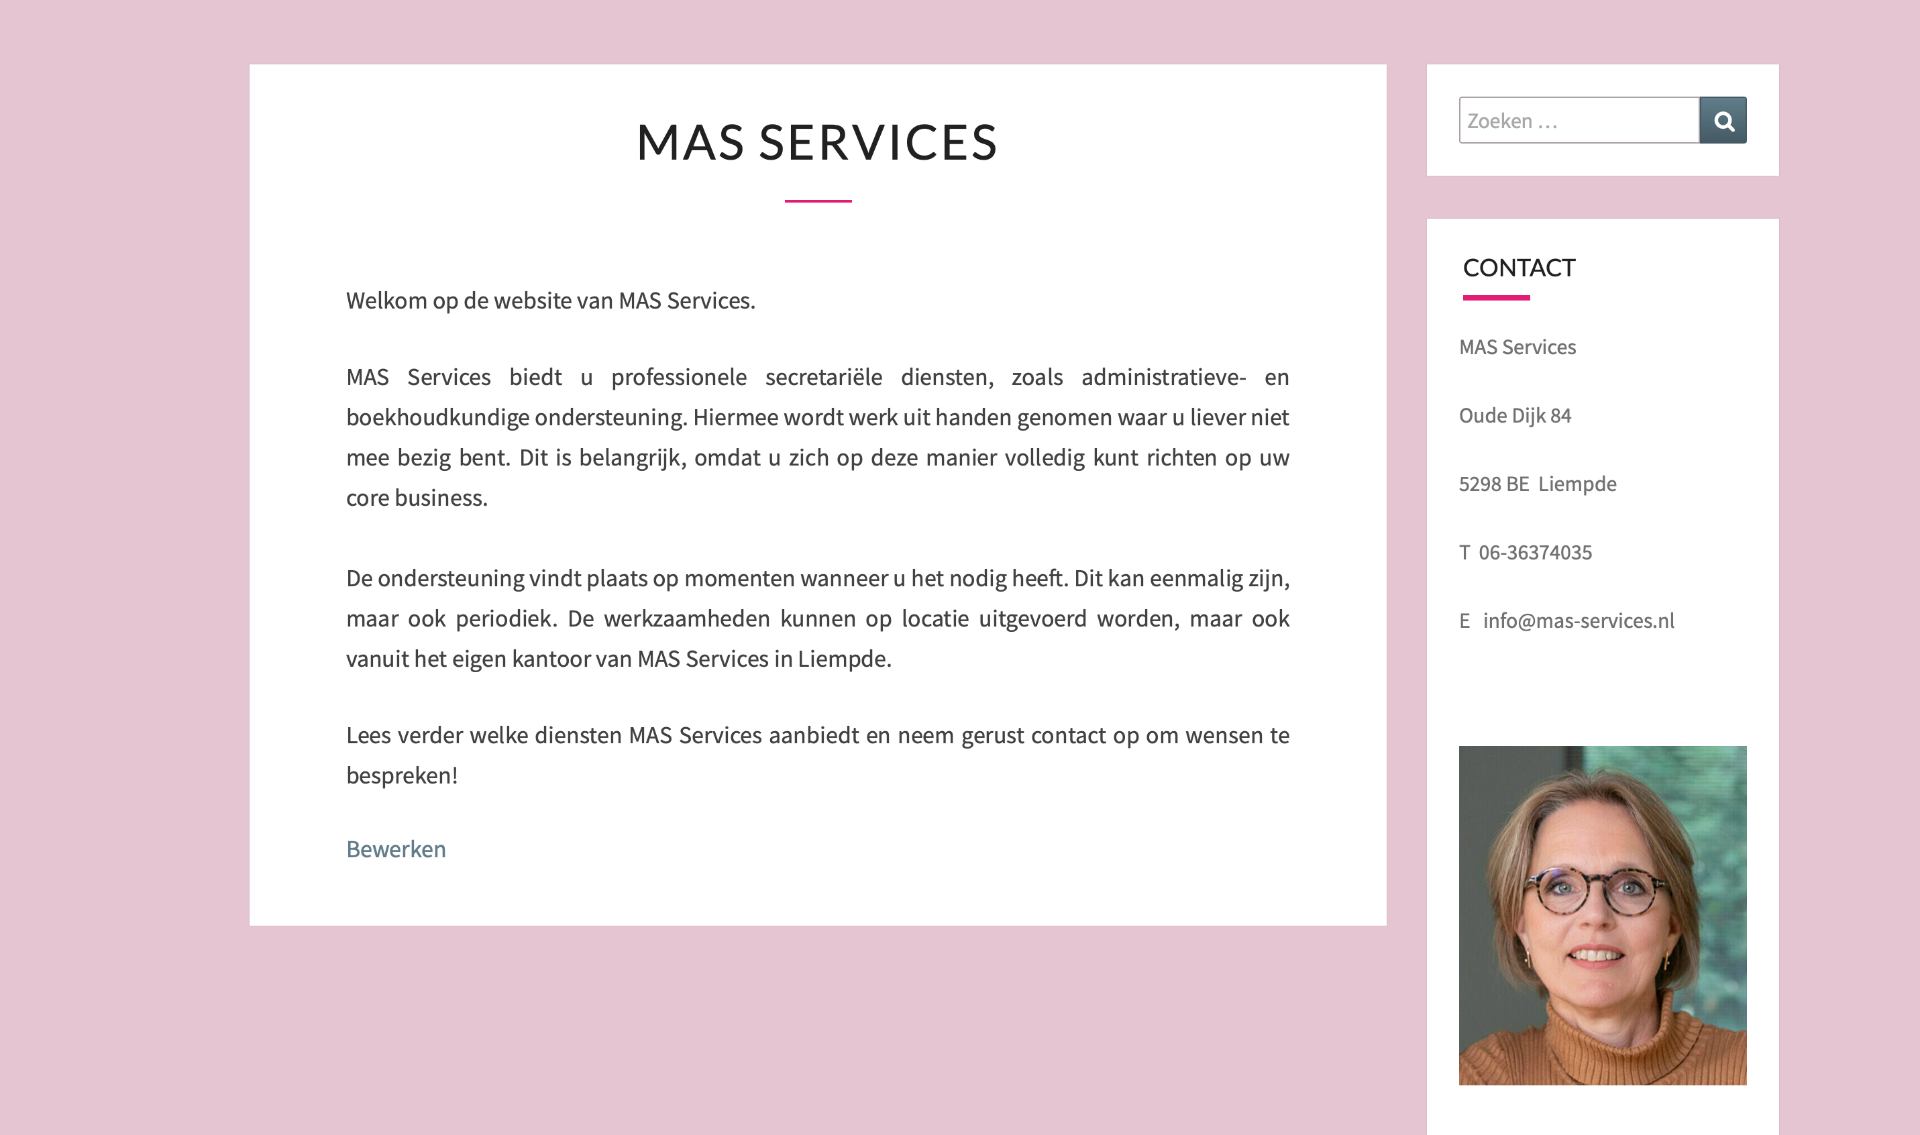 MAS SERVICES
Welkom op de website van MAS Services.
MAS Services biedt u professionele secretariële diensten, zoals administratieve- en
boekhoudkundige ondersteuning. Hiermee wordt werk uit handen genomen waar u liever niet
mee bezig bent. Dit is belangrijk, omdat u zich op deze manier volledig kunt richten op uw
core business.
De ondersteuning vindt plaats op momenten wanneer u het nodig heeft. Dit kan eenmalig zijn,
maar ook periodiek. De werkzaamheden kunnen op locatie uitgevoerd worden, maar ook
vanuit het eigen kantoor van MAS Services in Liempde.
Lees verder welke diensten MAS Services aanbiedt en neem gerust contact op om wensen te
bespreken!
Bewerken
Zoeken …
CONTACT
MAS Services
Oude Dijk 84
5298 BE Liempde
T 06-36374035
E info@mas-services.nl